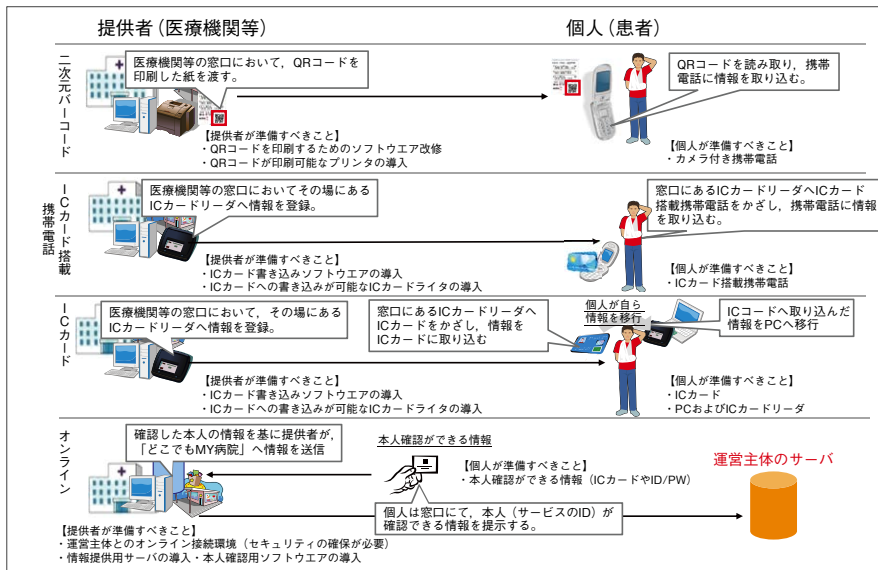 提供者（医療機関等）
個人（患者）
二次元バーコード
医療機関等の窓口において，QRコードを
印刷した紙を渡す。
QRコードを読み取り，携帯
電話に情報を取り込む。
【提供者が準備すべきこと】
・QRコードを印刷するためのソフトウエア改修
・QRコードが印刷可能なプリンタの導入
【個人が準備すべきこと】
・カメラ付き携帯電話
ICカード搭載
携帯電話
医療機関等の窓口においてその場にある
ICカードリーダへ情報を登録。
窓口にあるICカードリーダへICカード
搭載携帯電話をかざし，携帯電話に情報
を取り込む。
【提供者が準備すべきこと】
・ICカード書き込みソフトウエアの導入
・ICカードへの書き込みが可能なICカードライタの導入
【個人が準備すべきこと】
・ICカード搭載携帯電話
ICカード
医療機関等の窓口において，その場にある
ICカードリーダへ情報を登録。
窓口にあるICカードリーダへ
ICカードをかざし，情報を
ICカードに取り込む
個人が自ら
情報を移行
ICコードへ取り込んだ
情報をPCへ移行
【提供者が準備すべきこと】
・ICカード書き込みソフトウエアの導入
・ICカードへの書き込みが可能なICカードライタの導入
【個人が準備すべきこと】
・ICカード
・PCおよびICカードリーダ
オンライン
確認した本人の情報を基に提供者が，
「どこでもMY病院」へ情報を送信
本人確認ができる情報
【個人が準備すべきこと】
・本人確認ができる情報（ICカードやID/PW）
運営主体のサーバ
個人は窓口にて，本人（サービスのID）が
確認できる情報を提示する。
【提供者が準備すべきこと】
・運営主体とのオンライン接続環境（セキュリティの確保が必要）
・情報提供用サーバの導入・本人確認用ソフトウエアの導入